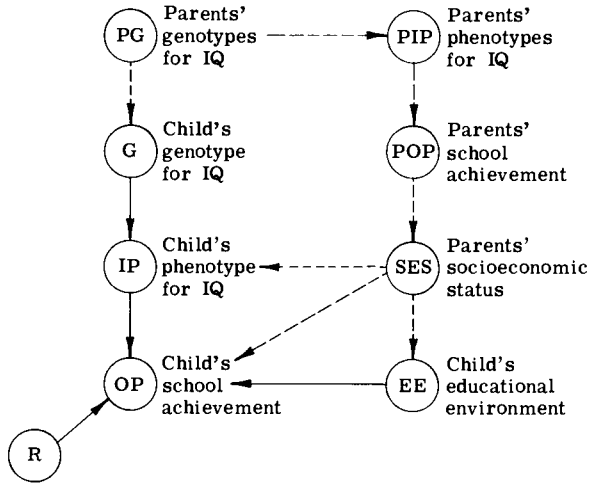 PG
Parents'
genotypes
for IQ
PIP
Parents'
phenotypes
for IQ
G
Child's
genotype
for IQ
POP
Parents'
school
achievement
IP
Child's
phenotype
for IQ
SES
Parents'
socioeconomic
status
OP
Child's
school
achievement
EE
Child's
educational
environment
R